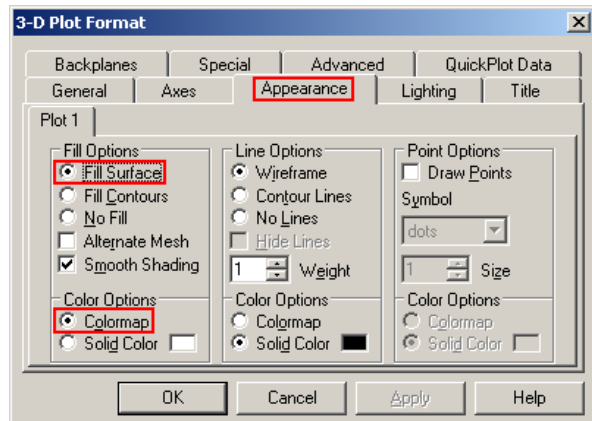 3-D Plot Format
Backplanes Special Advanced QuickPlot Data
General Axes Appearance Lighting Title
Plot 1
Fill Options
Fill Surface
Fill Contours
No Fill
Alternate Mesh
Smooth Shading
Color Options
Colormap
Solid Color
Line Options
Wireframe
Contour Lines
No Lines
Hide Lines
1 Weight
Color Options
Colormap
Solid Color
Point Options
Draw Points
Symbol
dots
1 Size
Color Options
Colormap
Solid Color
OK Cancel Apply Help